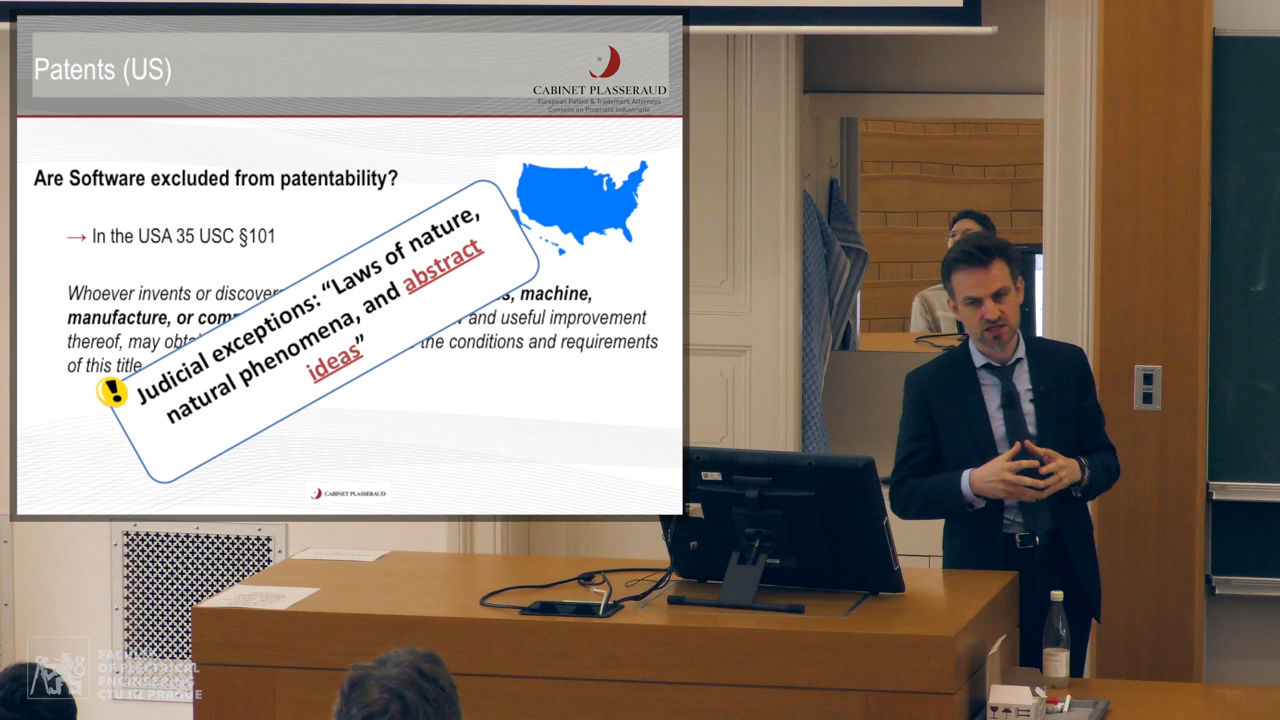 Patents (US)
CABINET PLASSERAUD
European Patent & Trademark Attorneys
Conseils en Propriété Industrielle
Are Software excluded from patentability?
→ In the USA 35 USC §101
Whoever invents or machine,
manufacture, or and useful improvement
thereof, may the conditions and requirements
of this title
Judicial exceptions: “Laws of nature,
natural phenomena, and abstract
ideas”
CABINET PLASSERAUD
FACULTY
OF ELECTRICAL
ENGINEERING
CTU IN PRAGUE